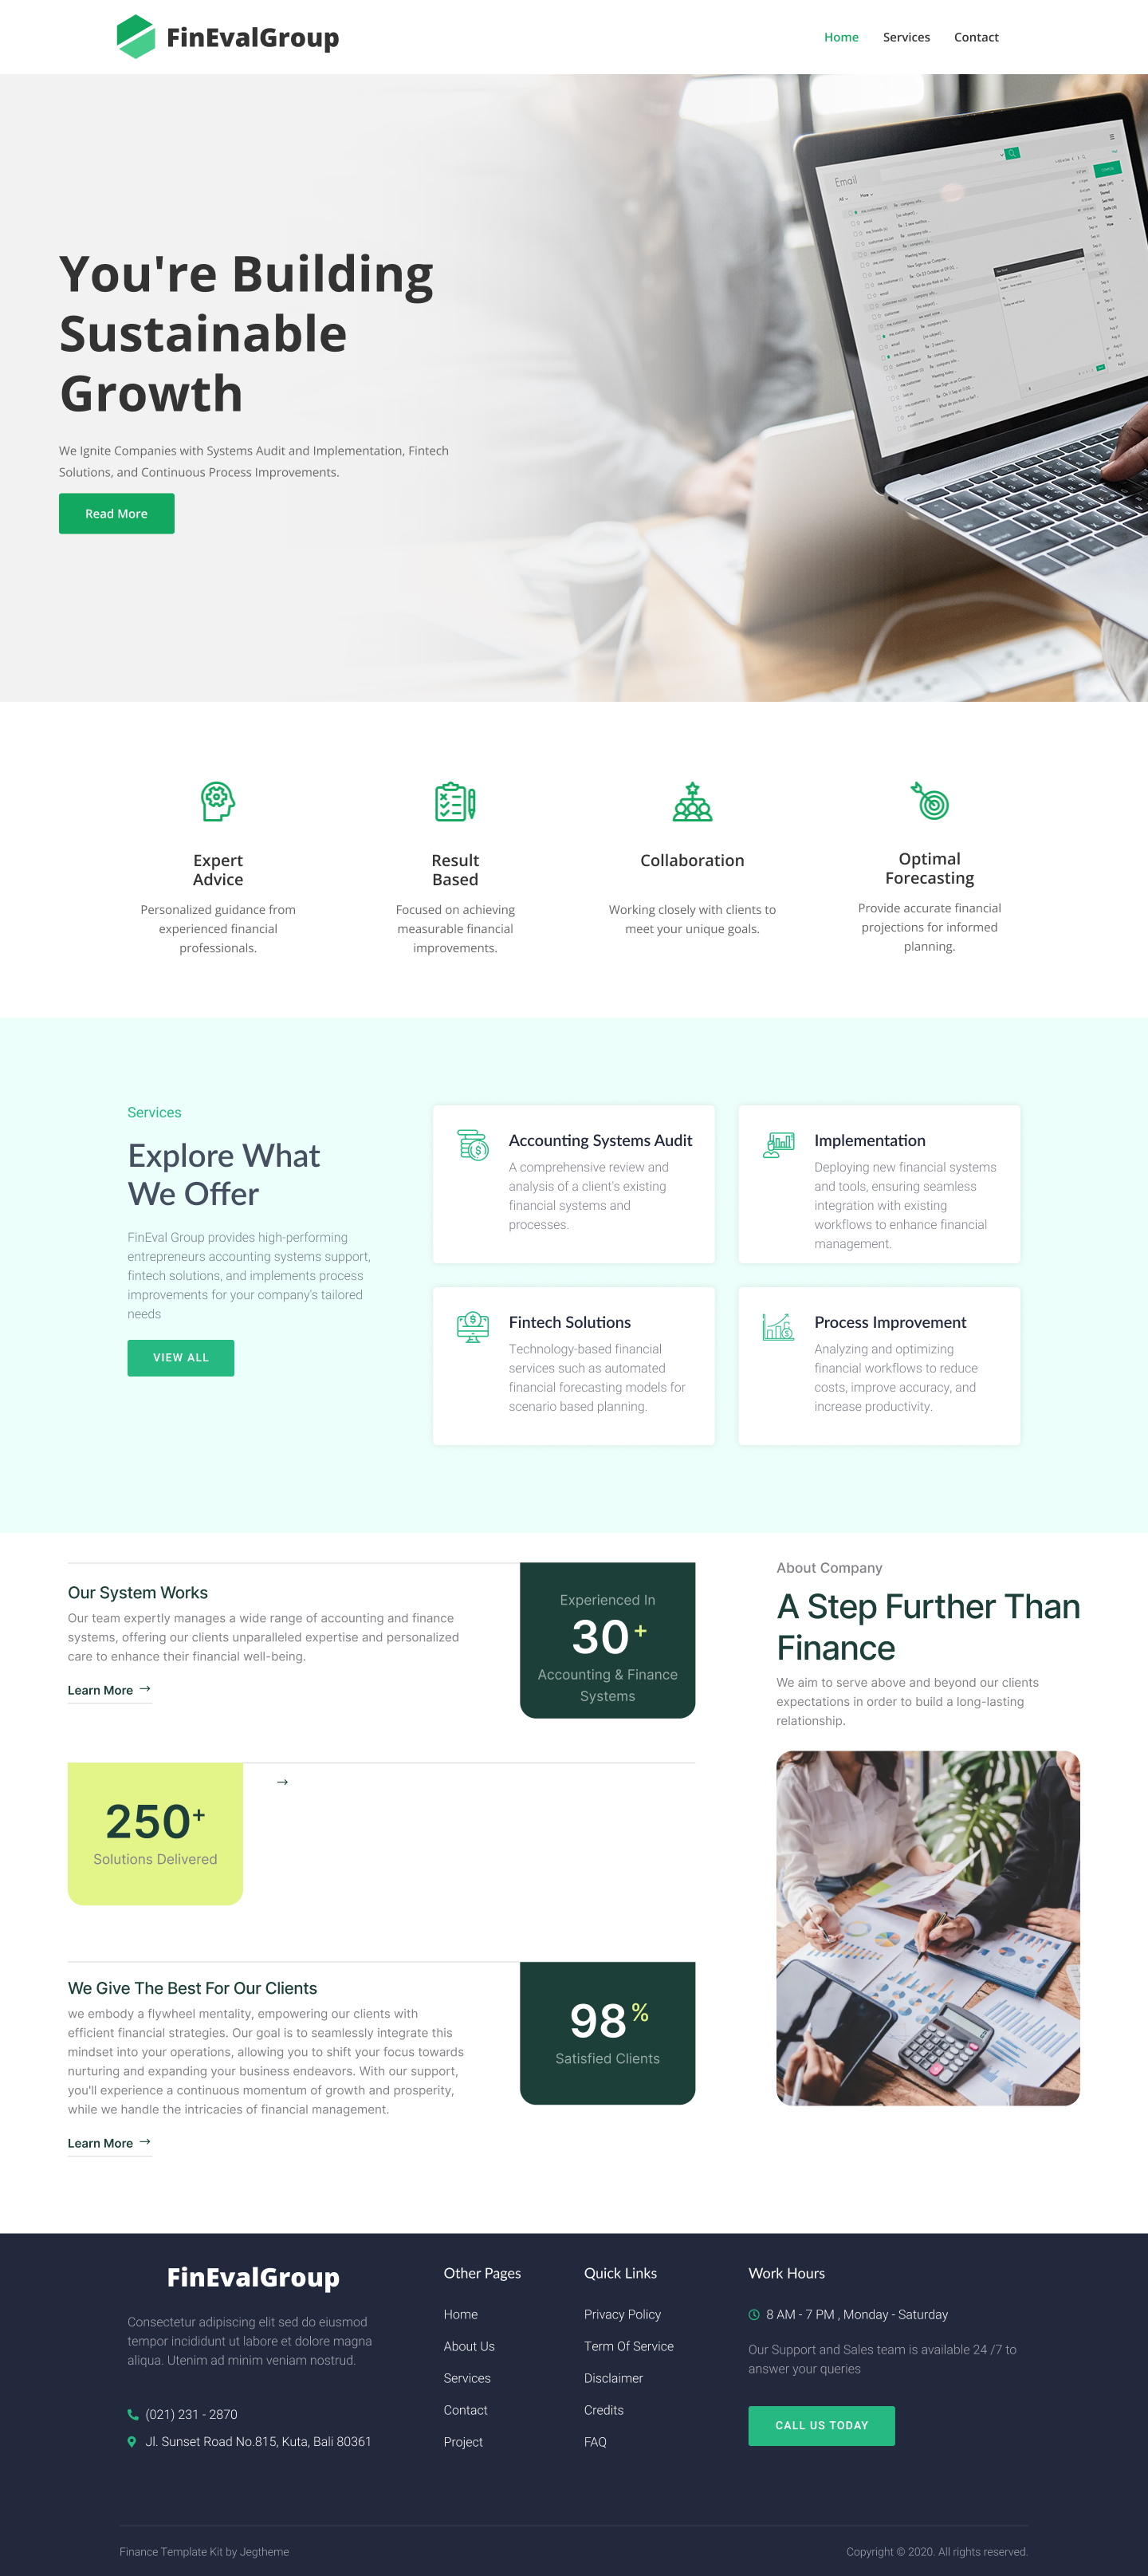 FinEvalGroup
Home
Services
Contact
You're Building
Sustainable
Growth
We Ignite Companies with Systems Audit and Implementation, Fintech
Solutions, and Continuous Process Improvements.
Read More
Email
Expert
Advice
Personalized guidance from
experienced financial
professionals.
Result
Based
Focused on achieving
measurable financial
improvements.
Collaboration
Working closely with clients to
meet your unique goals.
Optimal
Forecasting
Provide accurate financial
projections for informed
planning.
Services
Explore What
We Offer
FinEval Group provides high-performing
entrepreneurs accounting systems support,
fintech solutions, and implements process
improvements for your company's tailored
needs
VIEW ALL
Accounting Systems Audit
A comprehensive review and
analysis of a client's existing
financial systems and
processes.
Implementation
Deploying new financial systems
and tools, ensuring seamless
integration with existing
workflows to enhance financial
management.
Fintech Solutions
Technology-based financial
services such as automated
financial forecasting models for
scenario based planning.
Process Improvement
Analyzing and optimizing
financial workflows to reduce
costs, improve accuracy, and
increase productivity.
Our System Works
Our team expertly manages a wide range of accounting and finance
systems, offering our clients unparalleled expertise and personalized
care to enhance their financial well-being.
Learn More →
Experienced In
30+
Accounting & Finance
Systems
→
250+
Solutions Delivered
We Give The Best For Our Clients
we embody a flywheel mentality, empowering our clients with
efficient financial strategies. Our goal is to seamlessly integrate this
mindset into your operations, allowing you to shift your focus towards
nurturing and expanding your business endeavors. With our support,
you'll experience a continuous momentum of growth and prosperity,
while we handle the intricacies of financial management.
Learn More →
98%
Satisfied Clients
About Company
A Step Further Than
Finance
We aim to serve above and beyond our clients
expectations in order to build a long-lasting
relationship.
FinEvalGroup
Consectetur adipiscing elit sed do eiusmod
tempor incididunt ut labore et dolore magna
aliqua. Utenim ad minim veniam nostrud.
(021) 231 - 2870
Jl. Sunset Road No.815, Kuta, Bali 80361
Other Pages
Home
About Us
Services
Contact
Project
Quick Links
Privacy Policy
Term Of Service
Disclaimer
Credits
FAQ
Work Hours
8 AM - 7 PM , Monday - Saturday
Our Support and Sales team is available 24 /7 to
answer your queries
CALL US TODAY
Finance Template Kit by Jegtheme
Copyright © 2020. All rights reserved.